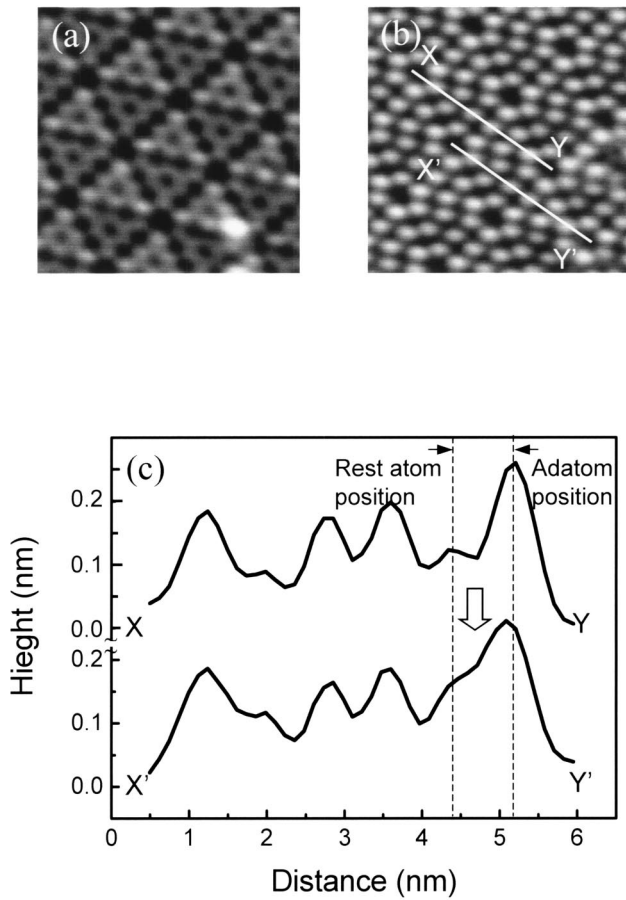 (a)
(b)
X
Y
X'
Y'
(c)
Rest atom position
Adatom position
0.2
0.1
0.0
X
Y
0.2
0.1
0.0
X'
Y'
0 1 2 3 4 5 6
Hieght (nm)
Distance (nm)